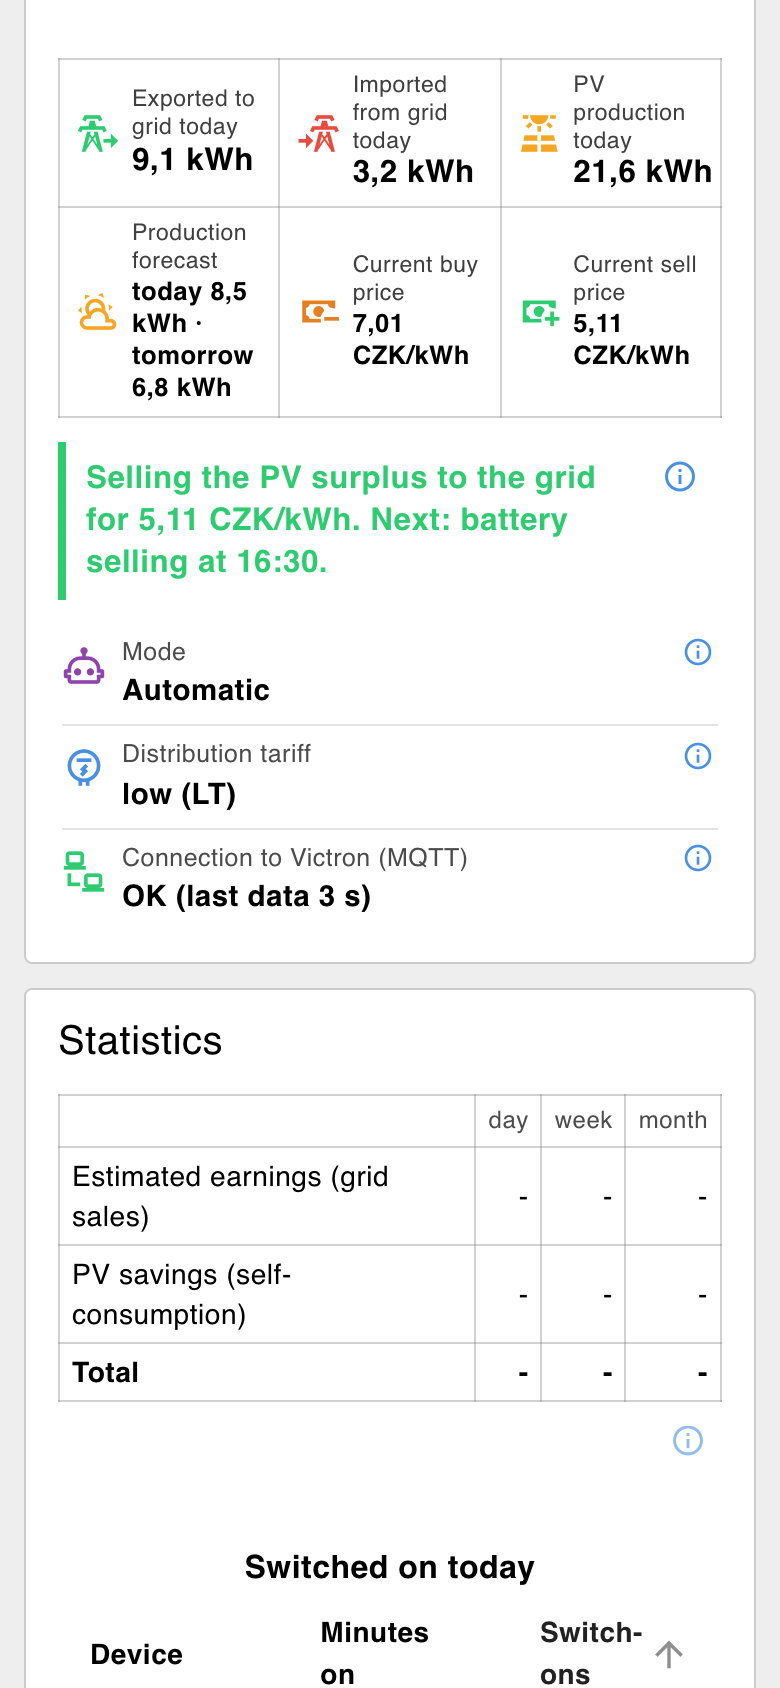 Exported to
grid today
9,1 kWh
Imported
from grid
today
3,2 kWh
PV
production
today
21,6 kWh
Production
forecast
today 8,5
kWh ·
tomorrow
6,8 kWh
Current buy
price
7,01
CZK/kWh
Current sell
price
5,11
CZK/kWh
Selling the PV surplus to the grid
for 5,11 CZK/kWh. Next: battery
selling at 16:30.
Mode
Automatic
Distribution tariff
low (LT)
Connection to Victron (MQTT)
OK (last data 3 s)
Statistics
day week month
Estimated earnings (grid
sales)
- - -
PV savings (self-
consumption)
- - -
Total - - -
Switched on today
Device
Minutes
on
Switch-
ons